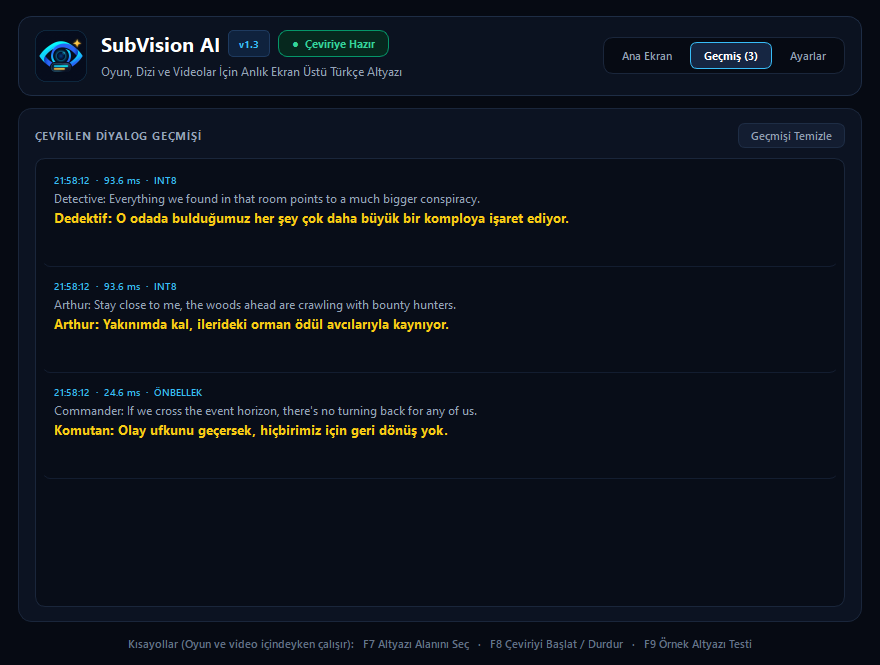 SubVision AI v1.3 ● Çeviriye Hazır
Oyun, Dizi ve Videolar İçin Anlık Ekran Üstü Türkçe Altyazı
Ana Ekran Geçmiş (3) Ayarlar
ÇEVRİLEN DİYALOG GEÇMİŞİ Geçmişi Temizle
21:58:12 · 93.6 ms · INT8
Detective: Everything we found in that room points to a much bigger conspiracy.
Dedektif: O odada bulduğumuz her şey çok daha büyük bir komploya işaret ediyor.
21:58:12 · 93.6 ms · INT8
Arthur: Stay close to me, the woods ahead are crawling with bounty hunters.
Arthur: Yakınımda kal, ilerideki orman ödül avcılarıyla kaynıyor.
21:58:12 · 24.6 ms · ÖNBELLEK
Commander: If we cross the event horizon, there's no turning back for any of us.
Komutan: Olay ufkunu geçersek, hiçbirimiz için geri dönüş yok.
Kısayollar (Oyun ve video içindeyken çalışır): F7 Altyazı Alanını Seç · F8 Çeviriyi Başlat / Durdur · F9 Örnek Altyazı Testi